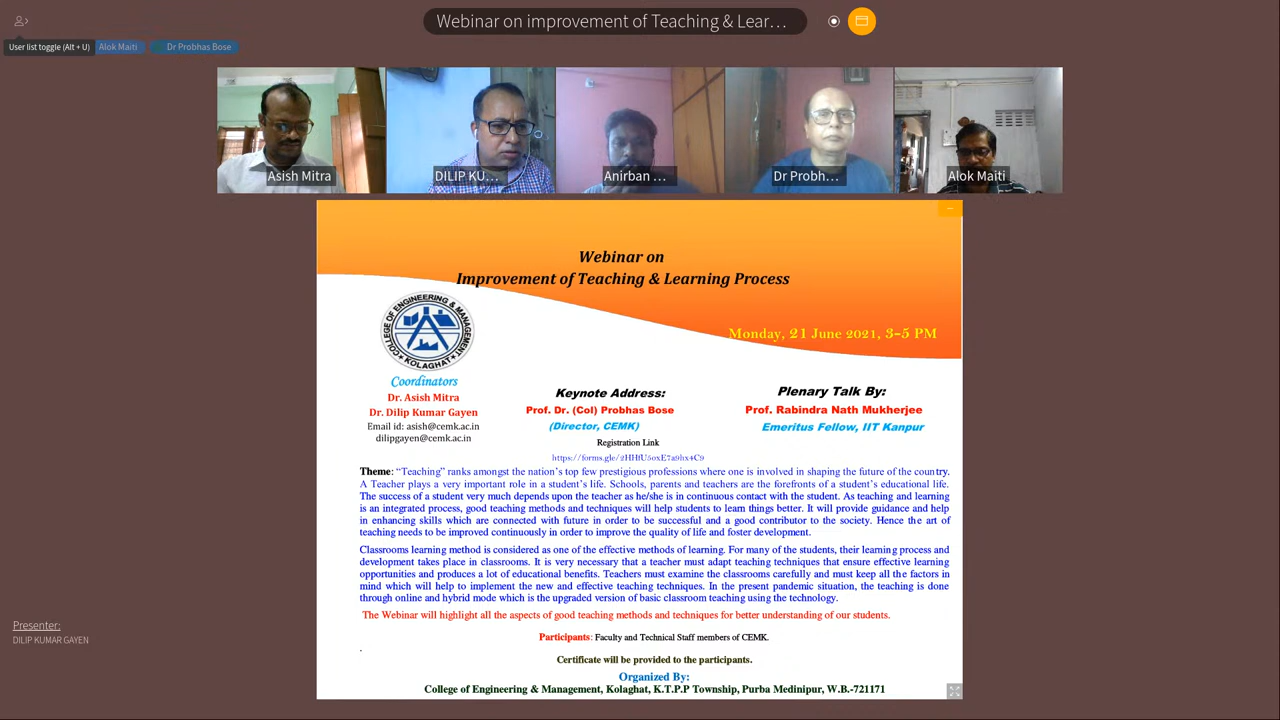 Webinar on improvement of Teaching & Lear...
User list toggle (Alt + U)
Alok Maiti
Dr Probhas Bose
Asish Mitra
DILIP KU...
Anirban ...
Dr Probh...
Alok Maiti
Webinar on
Improvement of Teaching & Learning Process
COLLEGE OF ENGINEERING & MANAGEMENT
KOLAGHAT
Monday, 21 June 2021, 3-5 PM
Coordinators
Dr. Asish Mitra
Dr. Dilip Kumar Gayen
Email id: asish@cemk.ac.in
dilipgayen@cemk.ac.in
Keynote Address:
Prof. Dr. (Col) Probhas Bose
(Director, CEMK)
Plenary Talk By:
Prof. Rabindra Nath Mukherjee
Emeritus Fellow, IIT Kanpur
Registration Link
https://forms.gle/2HHfU5oxE7a9hx4C9
Theme: “Teaching” ranks amongst the nation’s top few prestigious professions where one is involved in shaping the future of the country.
A Teacher plays a very important role in a student’s life. Schools, parents and teachers are the forefronts of a student’s educational life.
The success of a student very much depends upon the teacher as he/she is in continuous contact with the student. As teaching and learning
is an integrated process, good teaching methods and techniques will help students to learn things better. It will provide guidance and help
in enhancing skills which are connected with future in order to be successful and a good contributor to the society. Hence the art of
teaching needs to be improved continuously in order to improve the quality of life and foster development.
Classrooms learning method is considered as one of the effective methods of learning. For many of the students, their learning process and
development takes place in classrooms. It is very necessary that a teacher must adapt teaching techniques that ensure effective learning
opportunities and produces a lot of educational benefits. Teachers must examine the classrooms carefully and must keep all the factors in
mind which will help to implement the new and effective teaching techniques. In the present pandemic situation, the teaching is done
through online and hybrid mode which is the upgraded version of basic classroom teaching using the technology.
The Webinar will highlight all the aspects of good teaching methods and techniques for better understanding of our students.
Participants: Faculty and Technical Staff members of CEMK.
Certificate will be provided to the participants.
Organized By:
College of Engineering & Management, Kolaghat, K.T.P.P Township, Purba Medinipur, W.B.-721171
Presenter:
DILIP KUMAR GAYEN